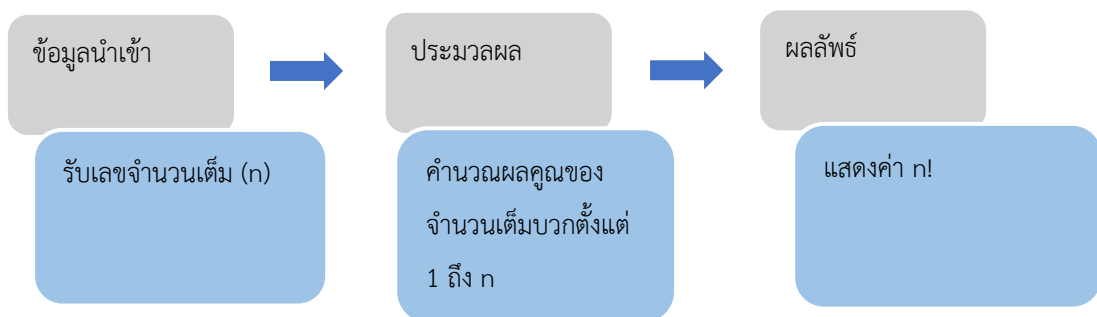 ข้อมูลนำเข้า
รับเลขจำนวนเต็ม (n)
ประมวลผล
คำนวณผลคูณของ
จำนวนเต็มบวกตั้งแต่
1 ถึง n
ผลลัพธ์
แสดงค่า n!